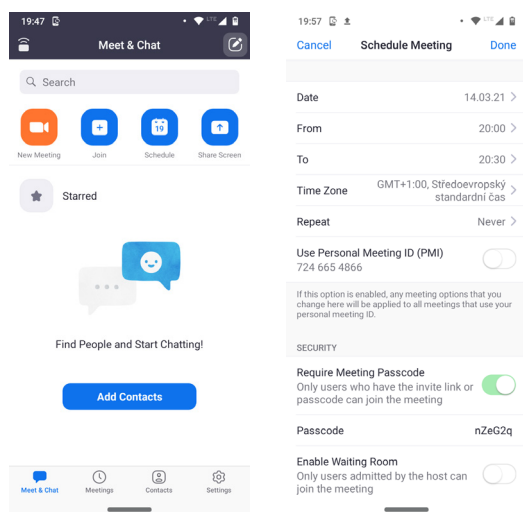 19:47
LTE
Meet & Chat
Search
19
New Meeting
Join
Schedule
Share Screen
Starred
Find People and Start Chatting!
Add Contacts
Meet & Chat
Meetings
Contacts
Settings
19:57
LTE
Cancel
Schedule Meeting
Done
Date
14.03.21
From
20:00
To
20:30
Time Zone
GMT+1:00, Středoevropský
standardní čas
Repeat
Never
Use Personal Meeting ID (PMI)
724 665 4866
If this option is enabled, any meeting options that you
change here will be applied to all meetings that use your
personal meeting ID.
SECURITY
Require Meeting Passcode
Only users who have the invite link or
passcode can join the meeting
Passcode
nZeG2q
Enable Waiting Room
Only users admitted by the host can
join the meeting